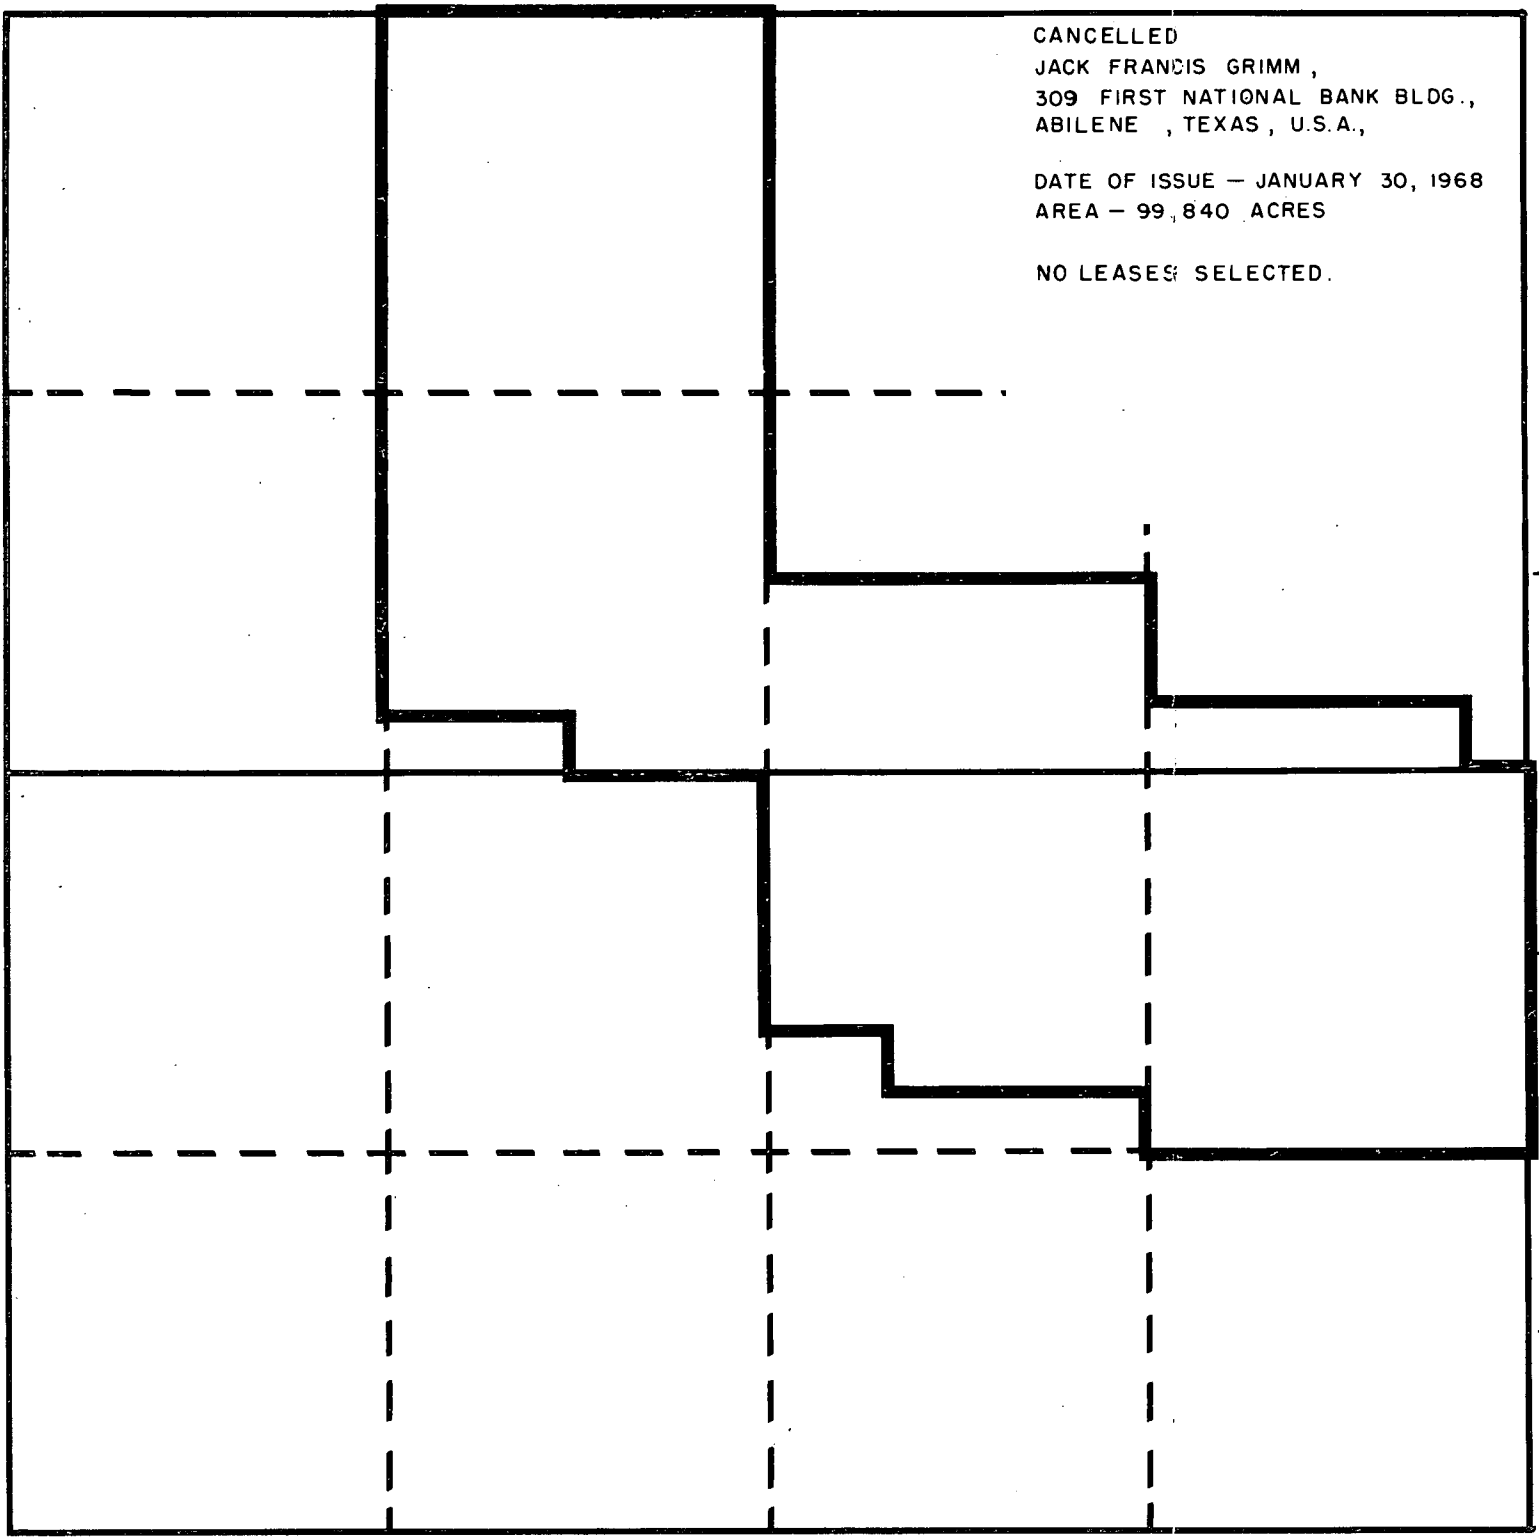 CANCELLED
JACK FRANCIS GRIMM,
309 FIRST NATIONAL BANK BLDG.,
ABILENE , TEXAS, U.S.A.,
DATE OF ISSUE — JANUARY 30, 1968
AREA — 99,840 ACRES
NO LEASES SELECTED.